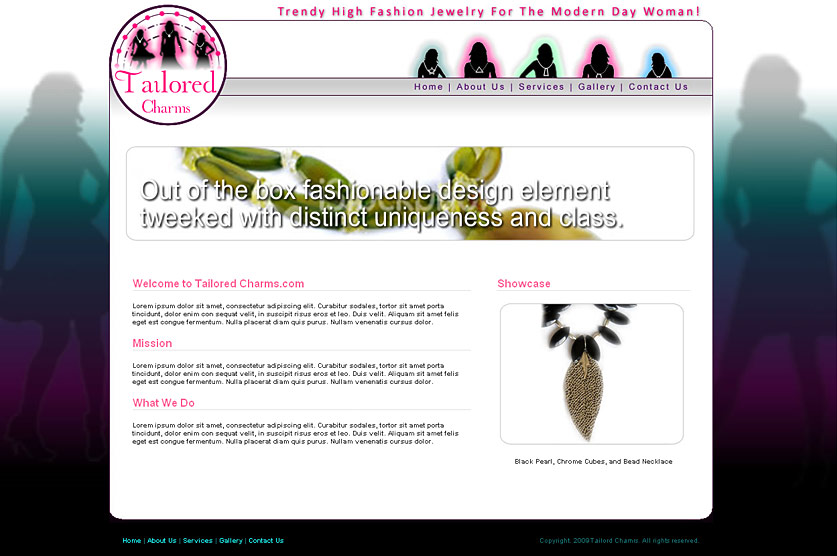 Trendy High Fashion Jewelry For The Modern Day Woman!
Tailored
Charms
Home | About Us | Services | Gallery | Contact Us
Out of the box fashionable design element
tweeked with distinct uniqueness and class.
Welcome to Tailored Charms.com
Lorem ipsum dolor sit amet, consectetur adipiscing elit. Curabitur sodales, tortor sit amet porta
tincidunt, dolor enim con sequat velit, in suscipit risus eros et leo. Duis velit. Aliquam sit amet felis
eget est congue fermentum. Nulla placerat diam quis purus. Nullam venenatis cursus dolor.
Mission
Lorem ipsum dolor sit amet, consectetur adipiscing elit. Curabitur sodales, tortor sit amet porta
tincidunt, dolor enim con sequat velit, in suscipit risus eros et leo. Duis velit. Aliquam sit amet felis
eget est congue fermentum. Nulla placerat diam quis purus. Nullam venenatis cursus dolor.
What We Do
Lorem ipsum dolor sit amet, consectetur adipiscing elit. Curabitur sodales, tortor sit amet porta
tincidunt, dolor enim con sequat velit, in suscipit risus eros et leo. Duis velit. Aliquam sit amet felis
eget est congue fermentum. Nulla placerat diam quis purus. Nullam venenatis cursus dolor.
Showcase
Black Pearl, Chrome Cubes, and Bead Necklace
Home | About Us | Services | Gallery | Contact Us
Copyright. 2009 Tailord Charms. All rights reserved.